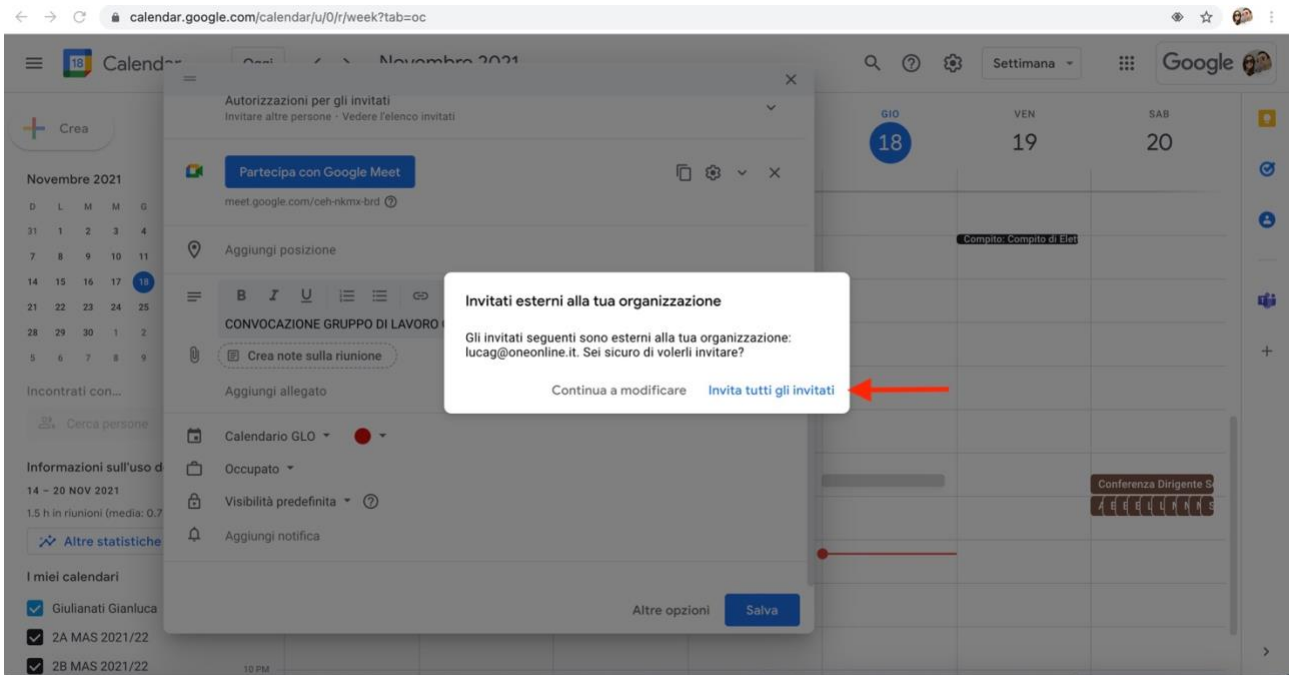 calendar.google.com/calendar/u/0/r/week?tab=oc
18 Calendar
Settimana
Google
Autorizzazioni per gli invitati
Invitare altre persone - Vedere l'elenco invitati
GIO
VEN
SAB
18
19
20
Crea
Partecipa con Google Meet
meet.google.com/ceh-nkmx-brd
Novembre 2021
D L M M G
31 1 2 3 4
7 8 9 10 11
14 15 16 17 18
21 22 23 24 25
28 29 30 1 2
5 6 7 8 9
Aggiungi posizione
Compito: Compito di Elet
B I U
CONVOCAZIONE GRUPPO DI LAVORO
Invitati esterni alla tua organizzazione
Gli invitati seguenti sono esterni alla tua organizzazione:
lucag@oneonline.it. Sei sicuro di volerli invitare?
Continua a modificare
Invita tutti gli invitati
Crea note sulla riunione
Incontrati con...
Aggiungi allegato
Cerca persone
Calendario GLO
Informazioni sull'uso d
Occupato
14 – 20 NOV 2021
Visibilità predefinita
1.5 h in riunioni (media: 0.7
Conferenza Dirigente S
A E E E L L N N N S
Altre statistiche
Aggiungi notifica
I miei calendari
Giulianati Gianluca
2A MAS 2021/22
2B MAS 2021/22
Altre opzioni
Salva
10 PM